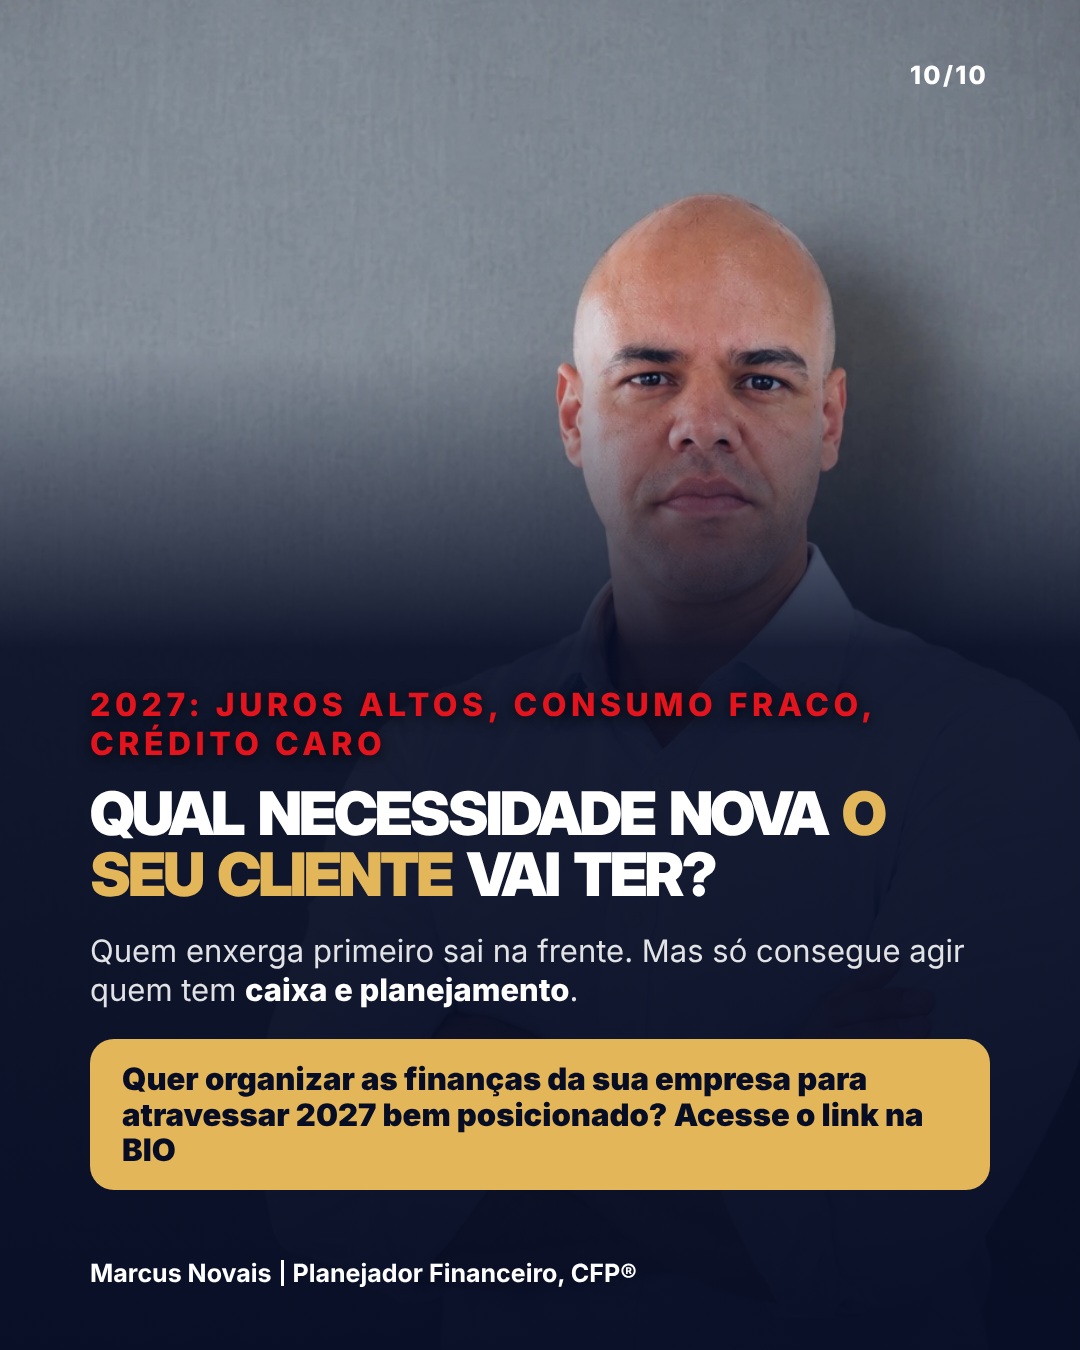 10/10
2027: JUROS ALTOS, CONSUMO FRACO,
CRÉDITO CARO
QUAL NECESSIDADE NOVA O
SEU CLIENTE VAI TER?
Quem enxerga primeiro sai na frente. Mas só consegue agir
quem tem caixa e planejamento.
Quer organizar as finanças da sua empresa para
atravessar 2027 bem posicionado? Acesse o link na
BIO
Marcus Novais | Planejador Financeiro, CFP®